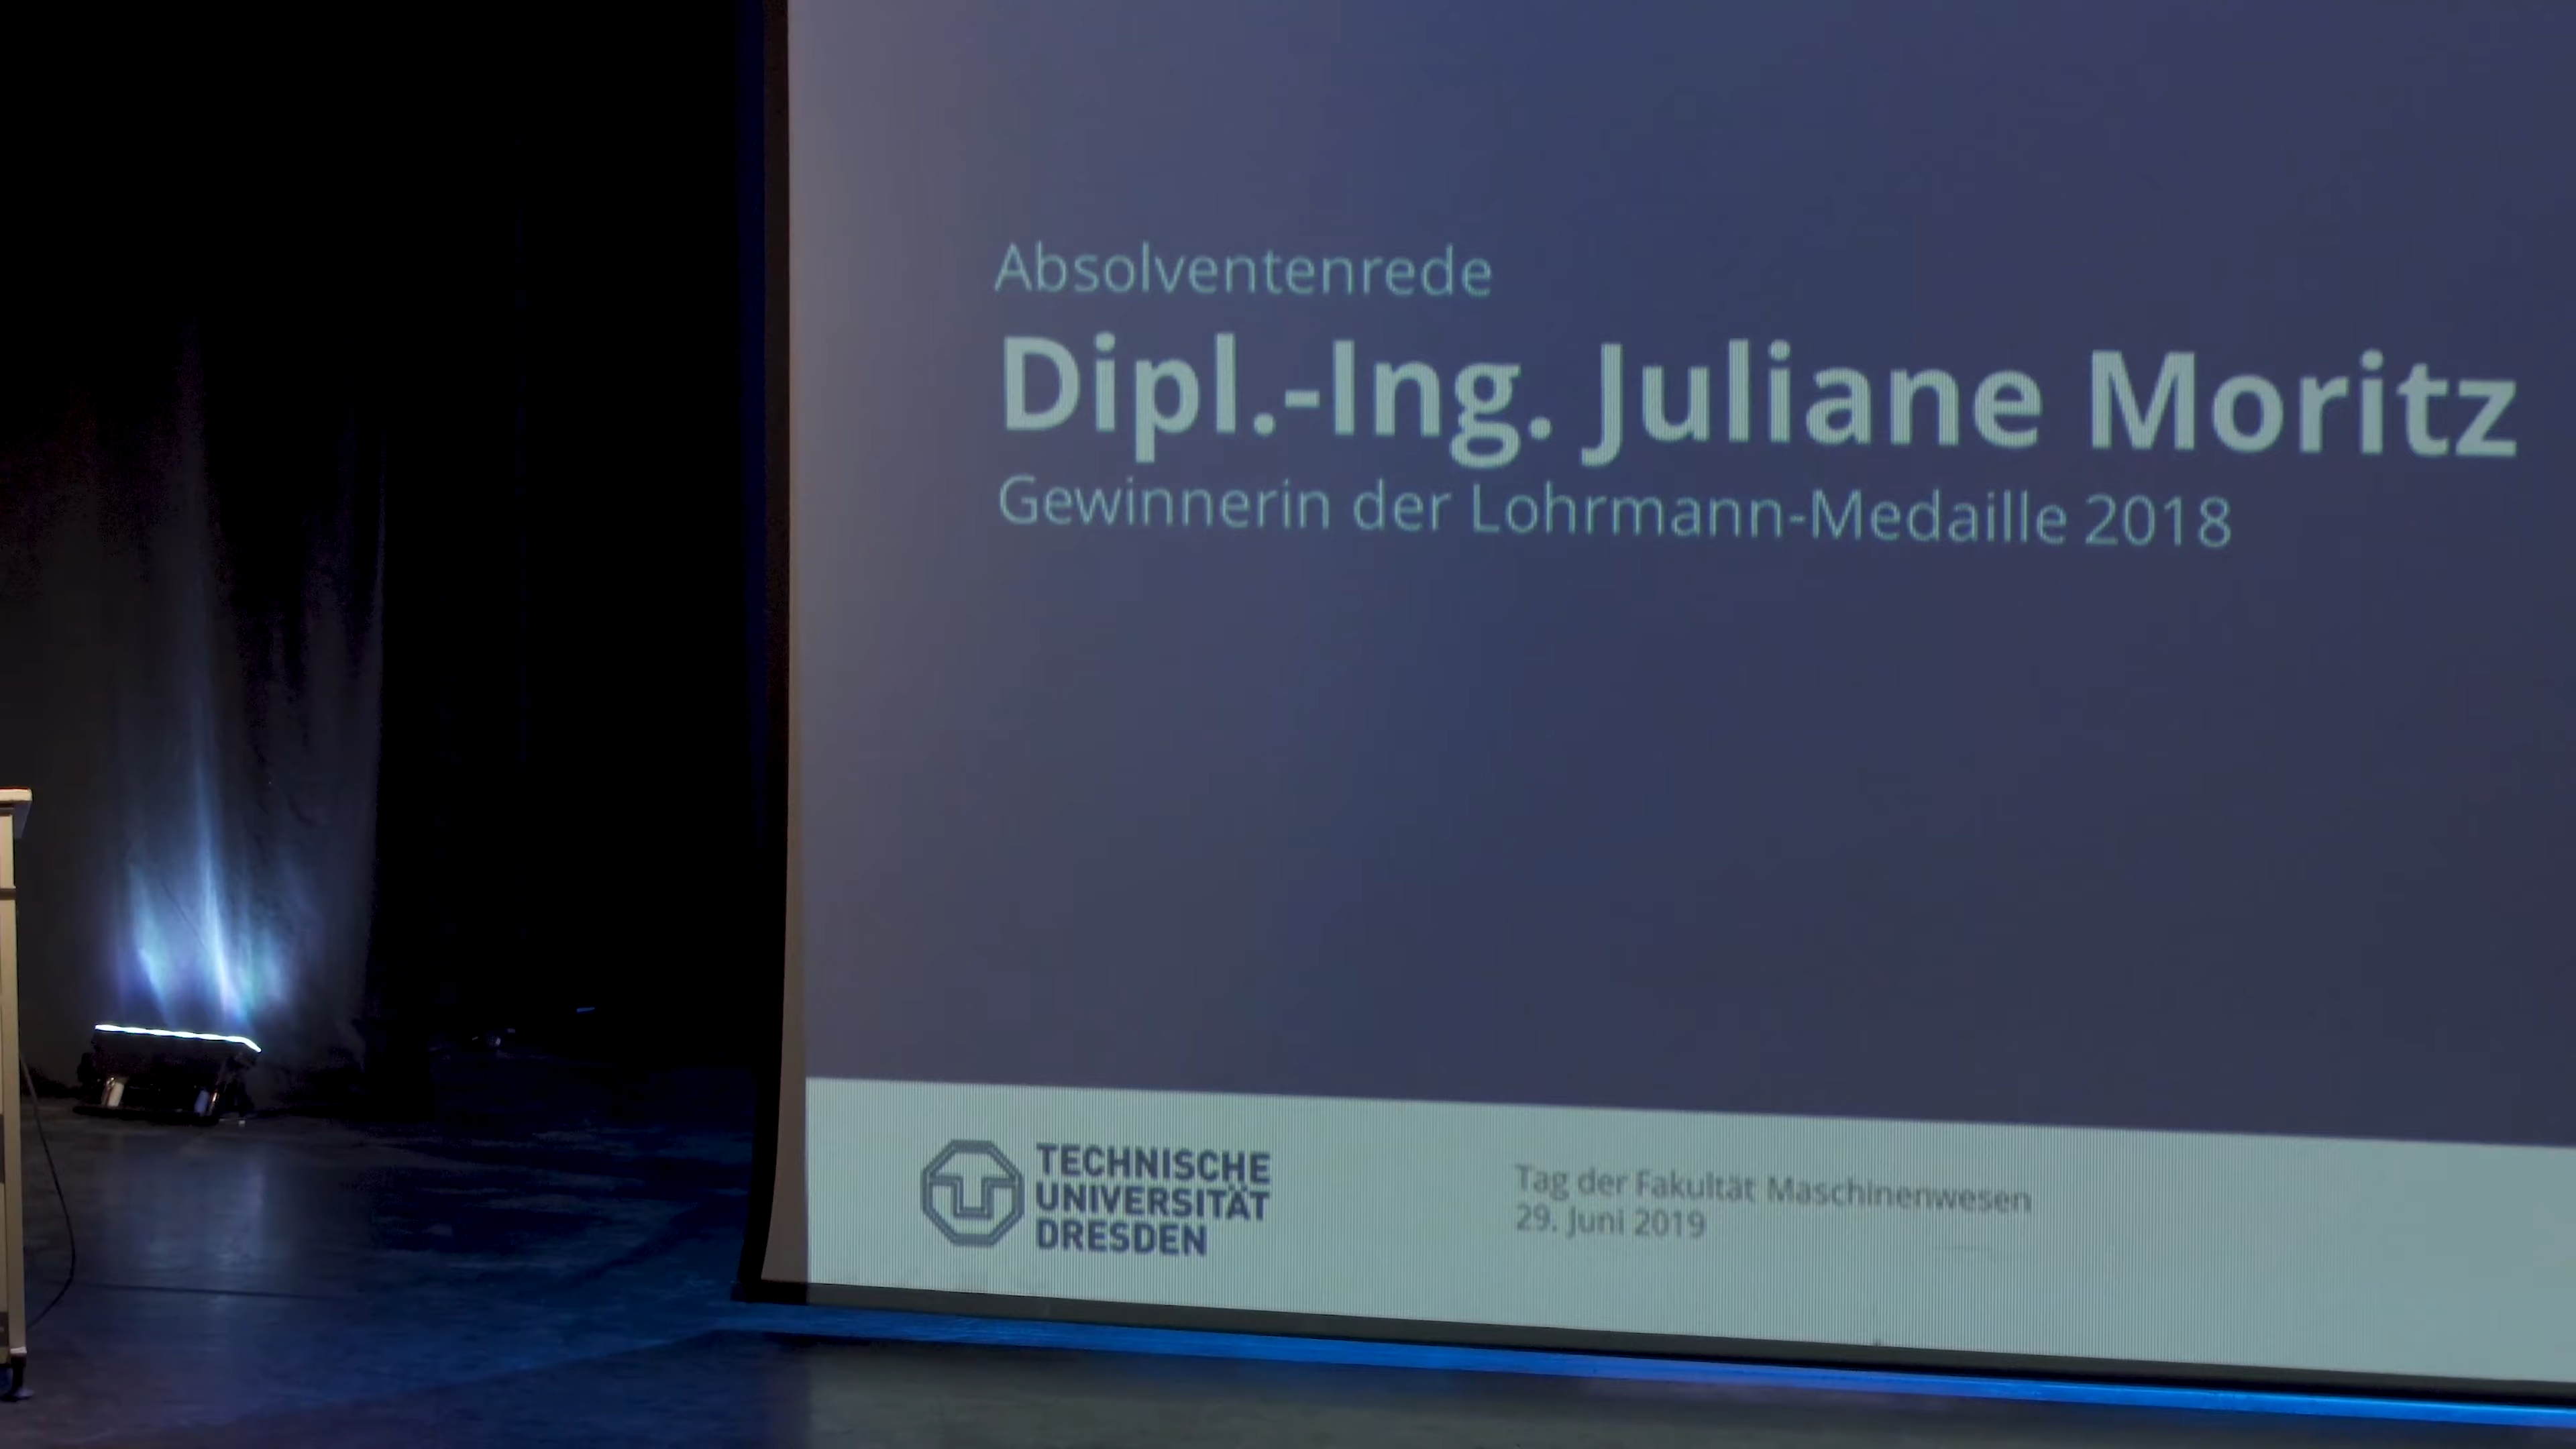 Absolventenrede
Dipl.-Ing. Juliane Moritz
Gewinnerin der Lohrmann-Medaille 2018
TECHNISCHE
UNIVERSITÄT
DRESDEN
Tag der Fakultät Maschinenwesen
29. Juni 2019